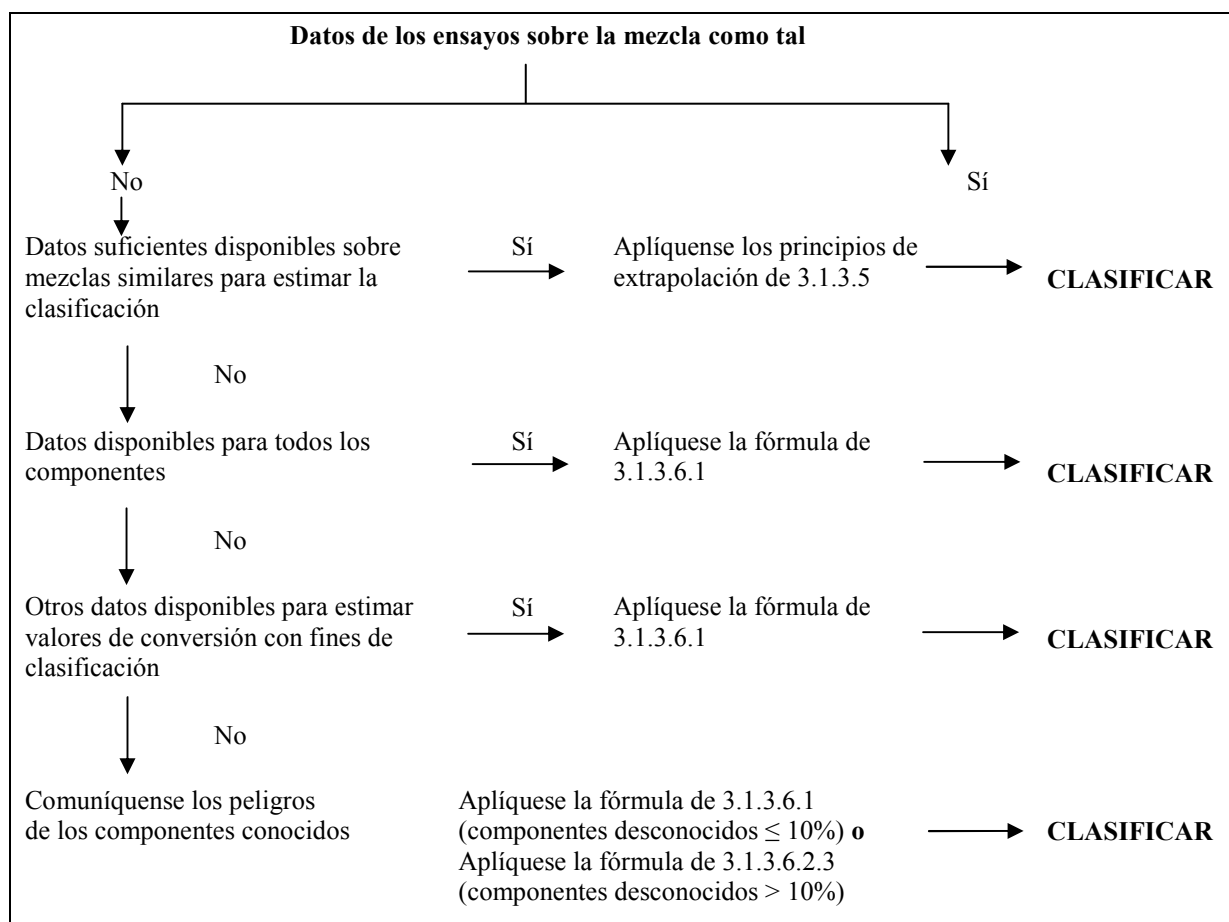 Datos de los ensayos sobre la mezcla como tal
No
Sí
Datos suficientes disponibles sobre
mezclas similares para estimar la
clasificación
Sí
Aplíquense los principios de
extrapolación de 3.1.3.5
CLASIFICAR
No
Datos disponibles para todos los
componentes
Sí
Aplíquese la fórmula de
3.1.3.6.1
CLASIFICAR
No
Otros datos disponibles para estimar
valores de conversión con fines de
clasificación
Sí
Aplíquese la fórmula de
3.1.3.6.1
CLASIFICAR
No
Comuníquense los peligros
de los componentes conocidos
Aplíquese la fórmula de 3.1.3.6.1
(componentes desconocidos ≤ 10%) o
Aplíquese la fórmula de 3.1.3.6.2.3
(componentes desconocidos > 10%)
CLASIFICAR